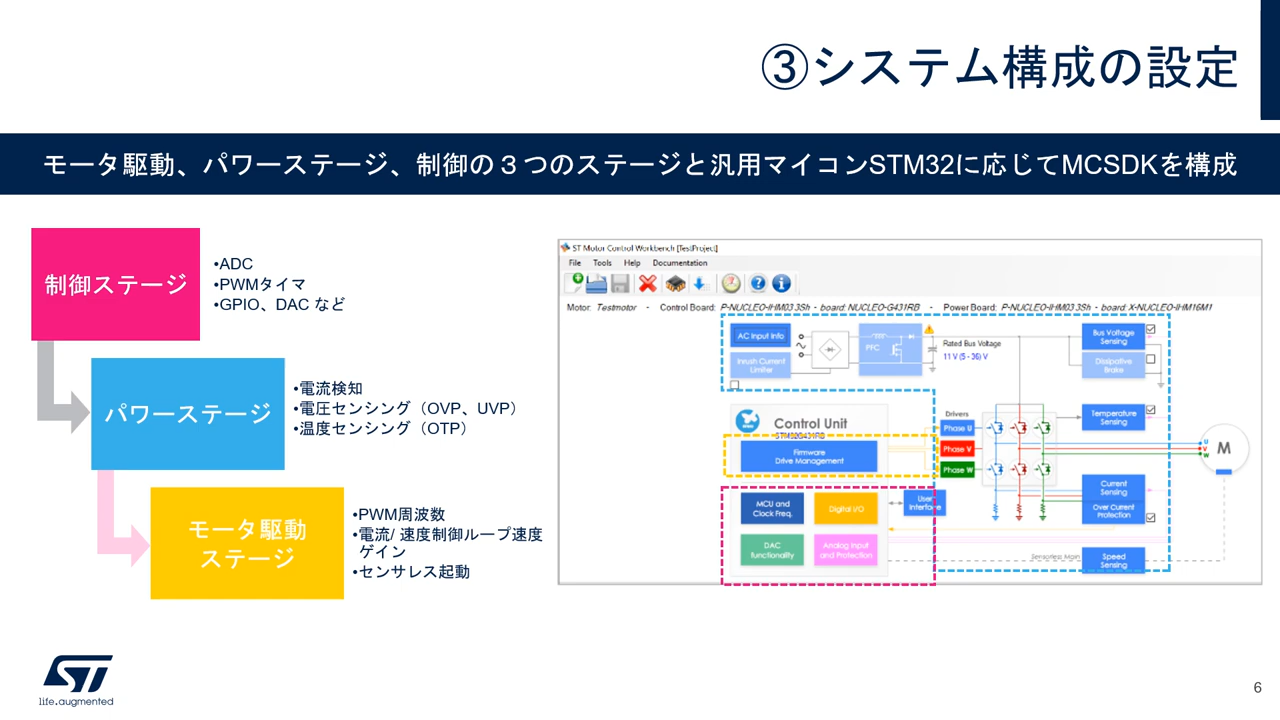 ③システム構成の設定
モータ駆動、パワーステージ、制御の３つのステージと汎用マイコンSTM32に応じてMCSDKを構成
制御ステージ
•ADC
•PWMタイマ
•GPIO、DAC など
パワーステージ
•電流検知
•電圧センシング（OVP、UVP）
•温度センシング（OTP）
モータ駆動
ステージ
•PWM周波数
•電流/ 速度制御ループ速度
ゲイン
•センサレス起動
ST Motor Control Workbench [TestProject]
File Tools Help Documentation
Motor: Testmotor - Control Board: P-NUCLEO-IHM03 3Sh - board: NUCLEO-G431RB - Power Board: P-NUCLEO-IHM03 3Sh - board X-NUCLEO-IHM16M1
AC Input Info
Inrush Current
Limiter
PFC
Rated Bus Voltage
11 V (5 - 36) V
Bus Voltage
Sensing
Dissipative
Brake
Control Unit
STM32G431RB
Firmware
Drive Management
Drivers
Phase U
Phase V
Phase W
Temperature
Sensing
U
V
W
M
MCU and
Clock Freq.
Digital I/O
User
Interface
DAC
functionality
Analog Input
and Protection
Current
Sensing
Over Current
Protection
Sensorless Main
Speed
Sensing
ST
life.augmented
6